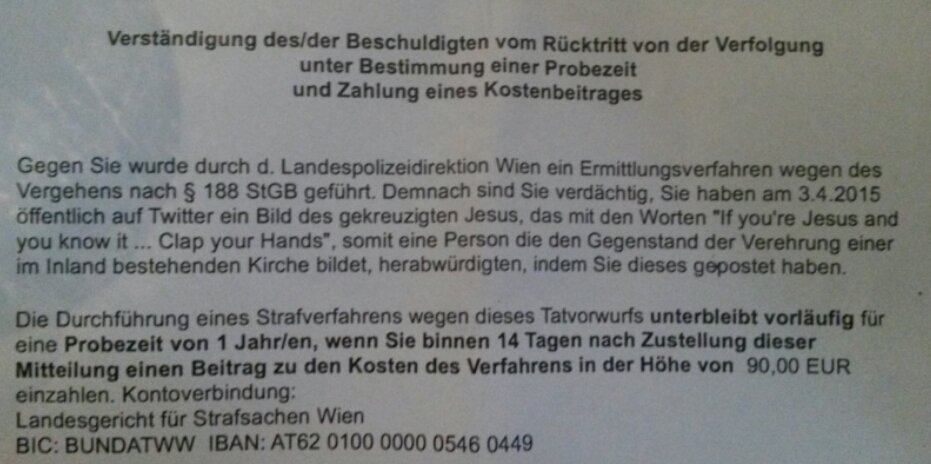 Verständigung des/der Beschuldigten vom Rücktritt von der Verfolgung
unter Bestimmung einer Probezeit
und Zahlung eines Kostenbeitrages
Gegen Sie wurde durch d. Landespolizeidirektion Wien ein Ermittlungsverfahren wegen des
Vergehens nach § 188 StGB geführt. Demnach sind Sie verdächtig, Sie haben am 3.4.2015
öffentlich auf Twitter ein Bild des gekreuzigten Jesus, das mit den Worten "If you're Jesus and
you know it ... Clap your Hands", somit eine Person die den Gegenstand der Verehrung einer
im Inland bestehenden Kirche bildet, herabwürdigten, indem Sie dieses gepostet haben.
Die Durchführung eines Strafverfahrens wegen dieses Tatvorwurfs unterbleibt vorläufig für
eine Probezeit von 1 Jahr/en, wenn Sie binnen 14 Tagen nach Zustellung dieser
Mitteilung einen Beitrag zu den Kosten des Verfahrens in der Höhe von 90,00 EUR
einzahlen. Kontoverbindung:
Landesgericht für Strafsachen Wien
BIC: BUNDATWW IBAN: AT62 0100 0000 0546 0449